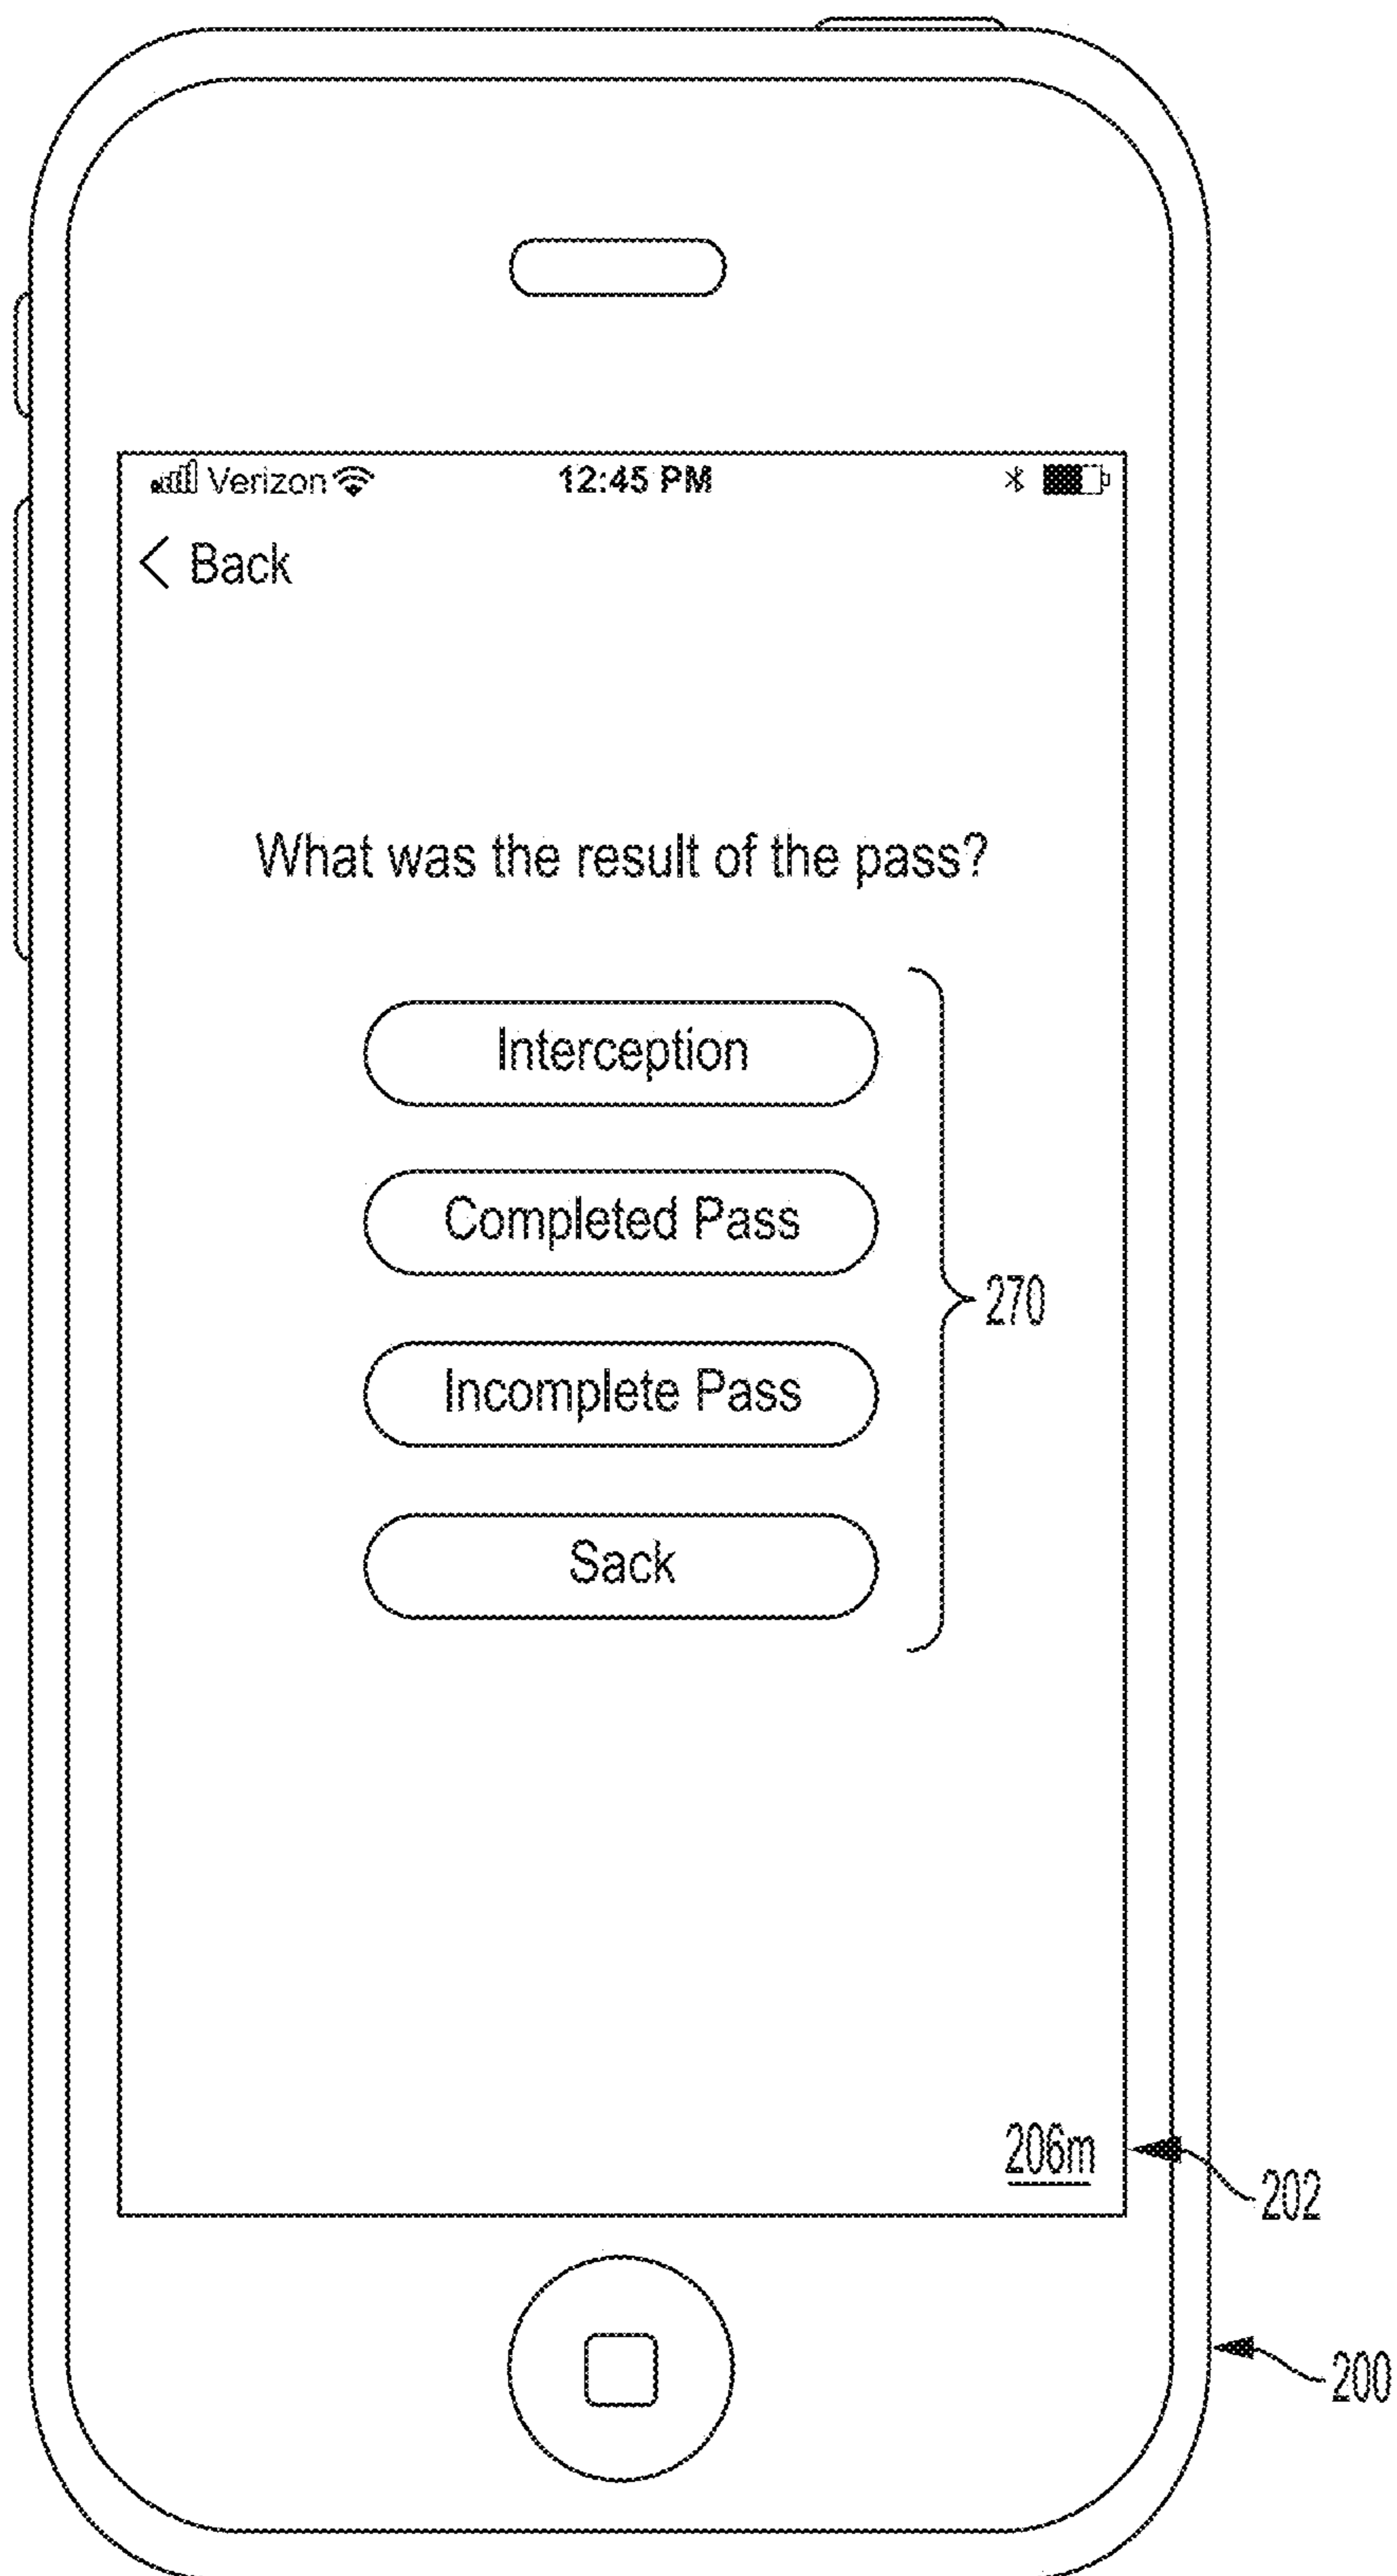 Verizon 12:45 PM
< Back
What was the result of the pass?
Interception
Completed Pass
270
Incomplete Pass
Sack
206m
202
200